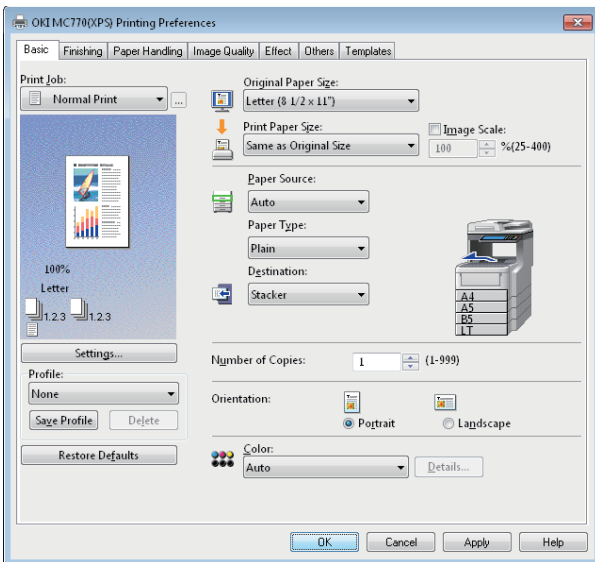 OKI MC770(XPS) Printing Preferences
Basic Finishing Paper Handling Image Quality Effect Others Templates
Print Job:
Normal Print ...
100%
Letter
1.2.3 1.2.3
Settings...
Profile:
None
Save Profile Delete
Restore Defaults
Original Paper Size:
Letter (8 1/2 x 11")
Print Paper Size:
Same as Original Size
Image Scale:
100 %(25-400)
Paper Source:
Auto
Paper Type:
Plain
Destination:
Stacker
A4
A5
B5
LT
Number of Copies: 1 (1-999)
Orientation:
Portrait Landscape
Color:
Auto Details...
OK Cancel Apply Help